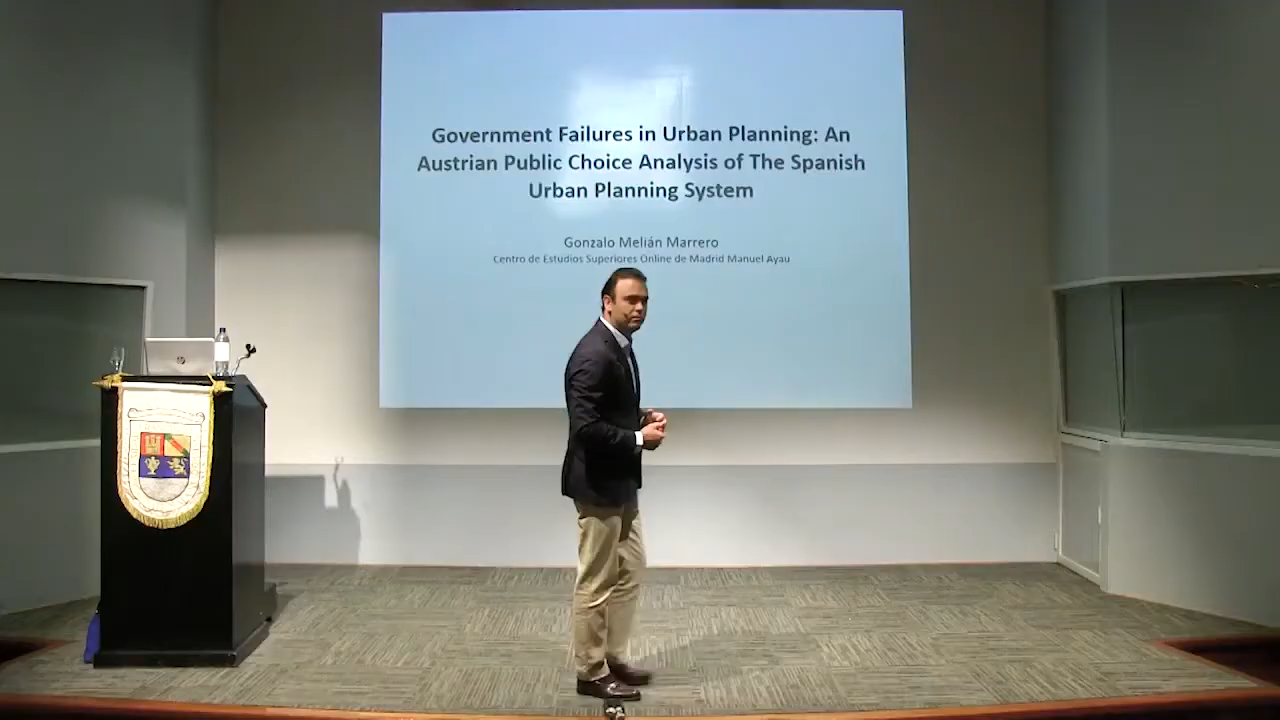 Government Failures in Urban Planning: An
Austrian Public Choice Analysis of The Spanish
Urban Planning System
Gonzalo Melián Marrero
Centro de Estudios Superiores Online de Madrid Manuel Ayau